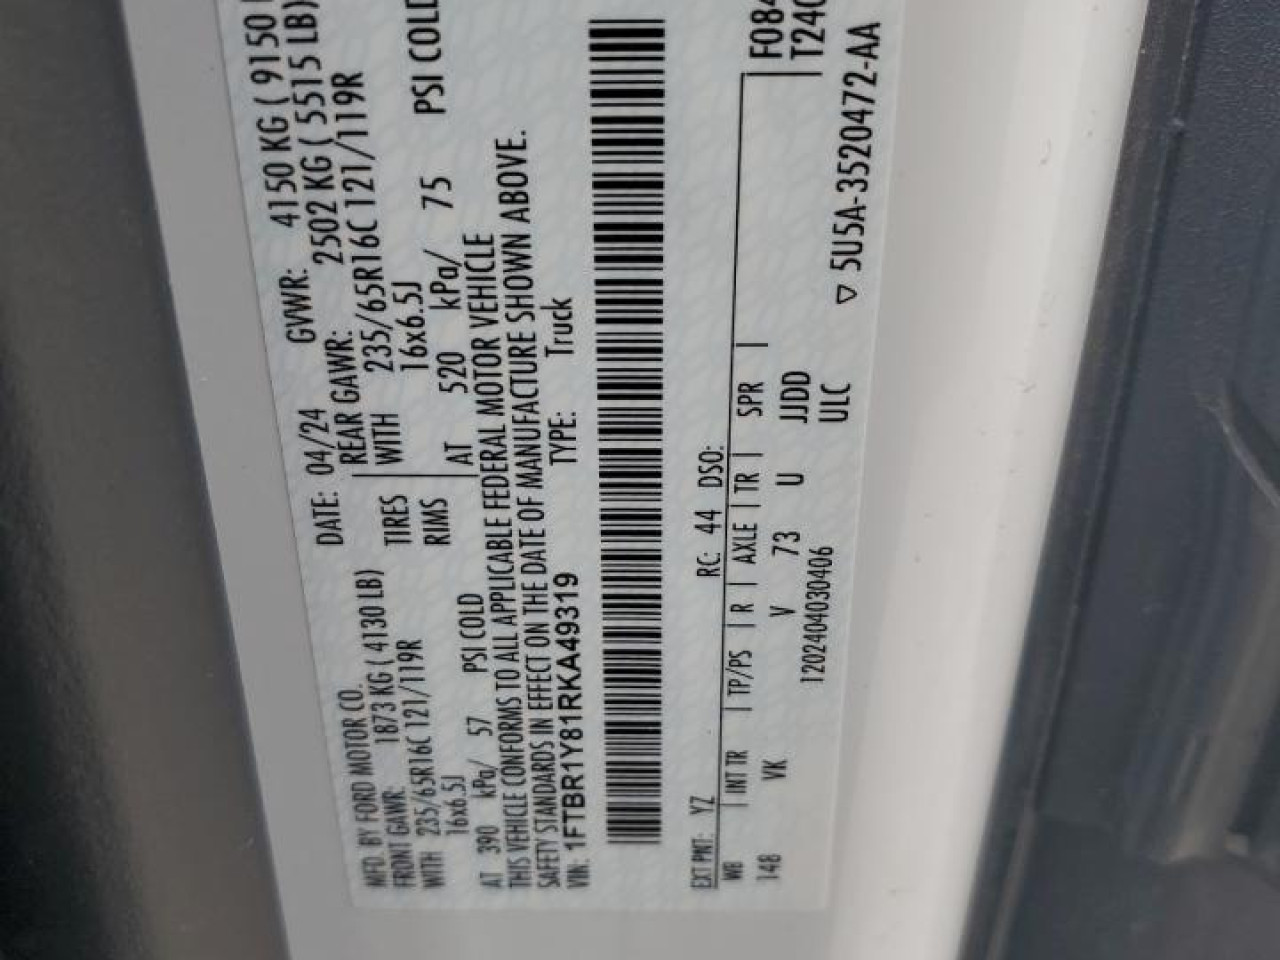 MFD. BY FORD MOTOR CO. DATE: 04/24 GVWR: 4150 KG ( 9150
FRONT GAWR: 1873 KG ( 4130 LB) REAR GAWR: 2502 KG ( 5515 LB)
WITH 235/65R16C 121/119R TIRES WITH 235/65R16C 121/119R
16x6.5J RIMS 16x6.5J
AT 390 kPa/ 57 PSI COLD AT 520 kPa/ 75 PSI COLD
THIS VEHICLE CONFORMS TO ALL APPLICABLE FEDERAL MOTOR VEHICLE
SAFETY STANDARDS IN EFFECT ON THE DATE OF MANUFACTURE SHOWN ABOVE.
VIN: 1FTBR1Y81RKA49319 TYPE: Truck
EXT PNT: YZ RC: 44 DSO: F084
WB INT TR TP/PS R AXLE TR SPR T240
148 VK V 73 U JJDD
1202404030406 ULC ▽ 5U5A-3520472-AA